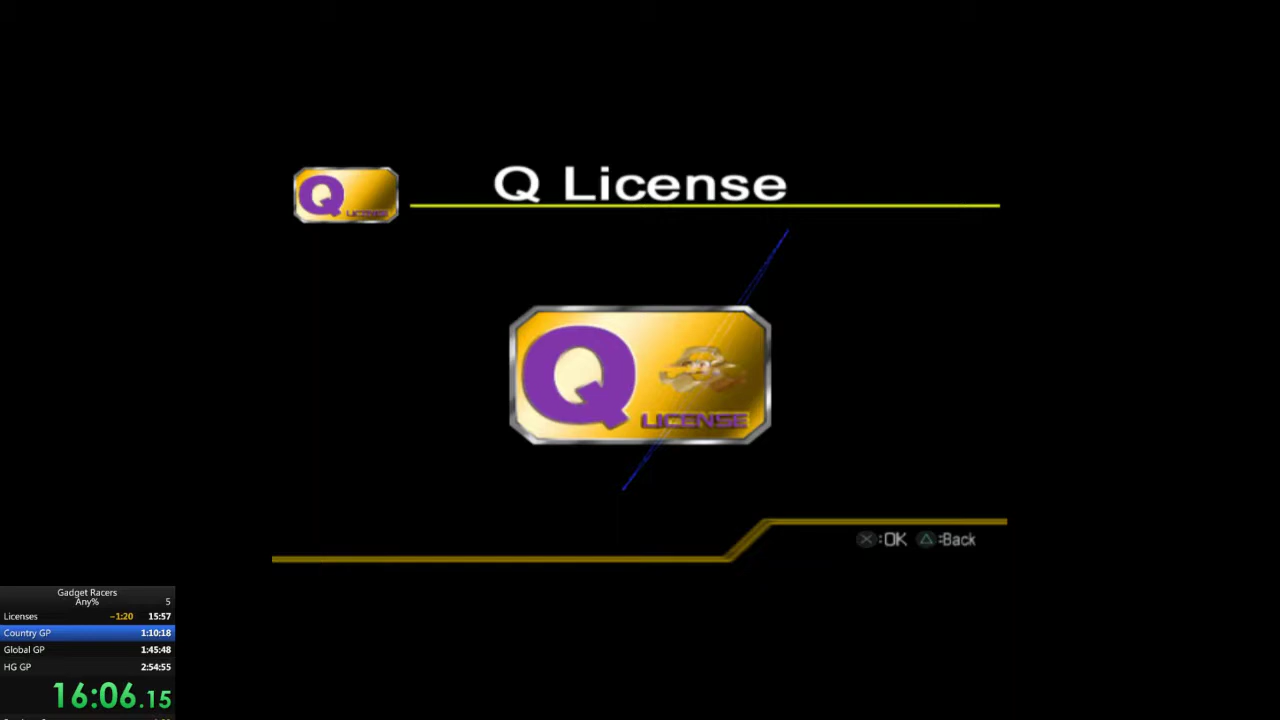 Q License
Q LICENSE
Q
LICENSE
:OK :Back
Gadget Racers
Any%
5
Licenses −1:20 15:57
Country GP 1:10:18
Global GP 1:45:48
HG GP 2:54:55
16:06.15